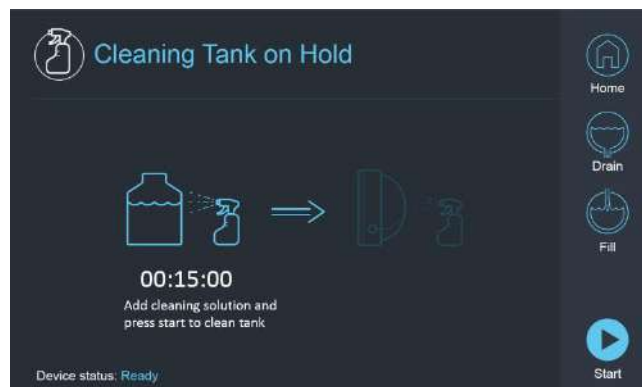 Cleaning Tank on Hold
Home
Drain
Fill
00:15:00
Add cleaning solution and
press start to clean tank
Device status: Ready
Start